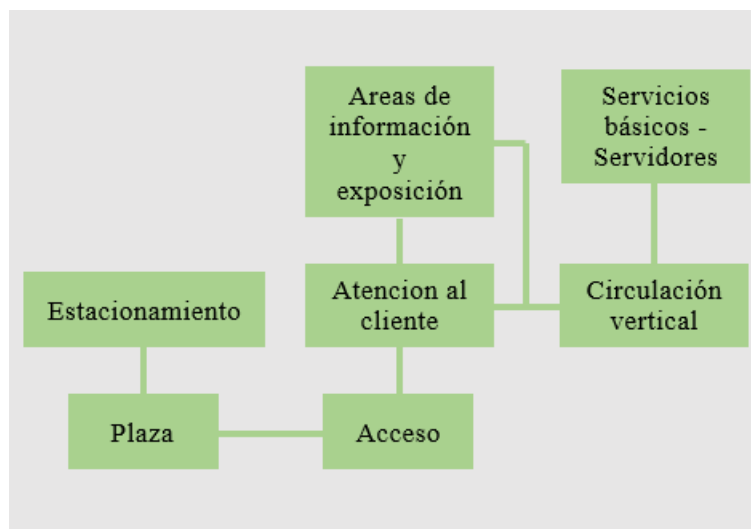 Areas de
información
y
exposición
Servicios
básicos -
Servidores
Estacionamiento
Atencion al
cliente
Circulación
vertical
Plaza
Acceso